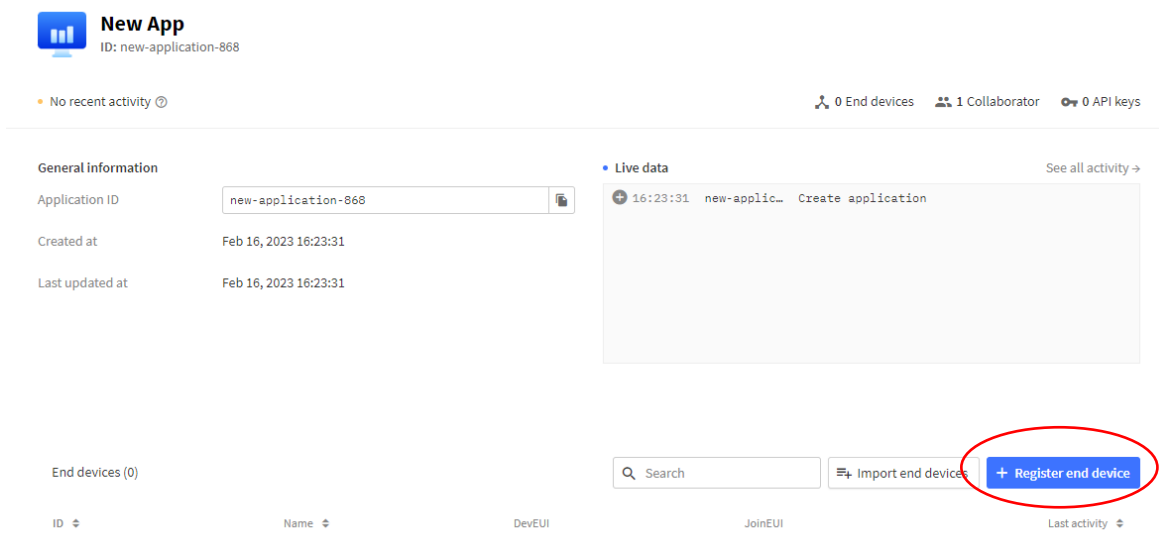 New App
ID: new-application-868
No recent activity
0 End devices 1 Collaborator 0 API keys
General information
Application ID new-application-868
Created at Feb 16, 2023 16:23:31
Last updated at Feb 16, 2023 16:23:31
Live data See all activity →
16:23:31 new-applic… Create application
End devices (0) Search Import end devices + Register end device
ID Name DevEUI JoinEUI Last activity